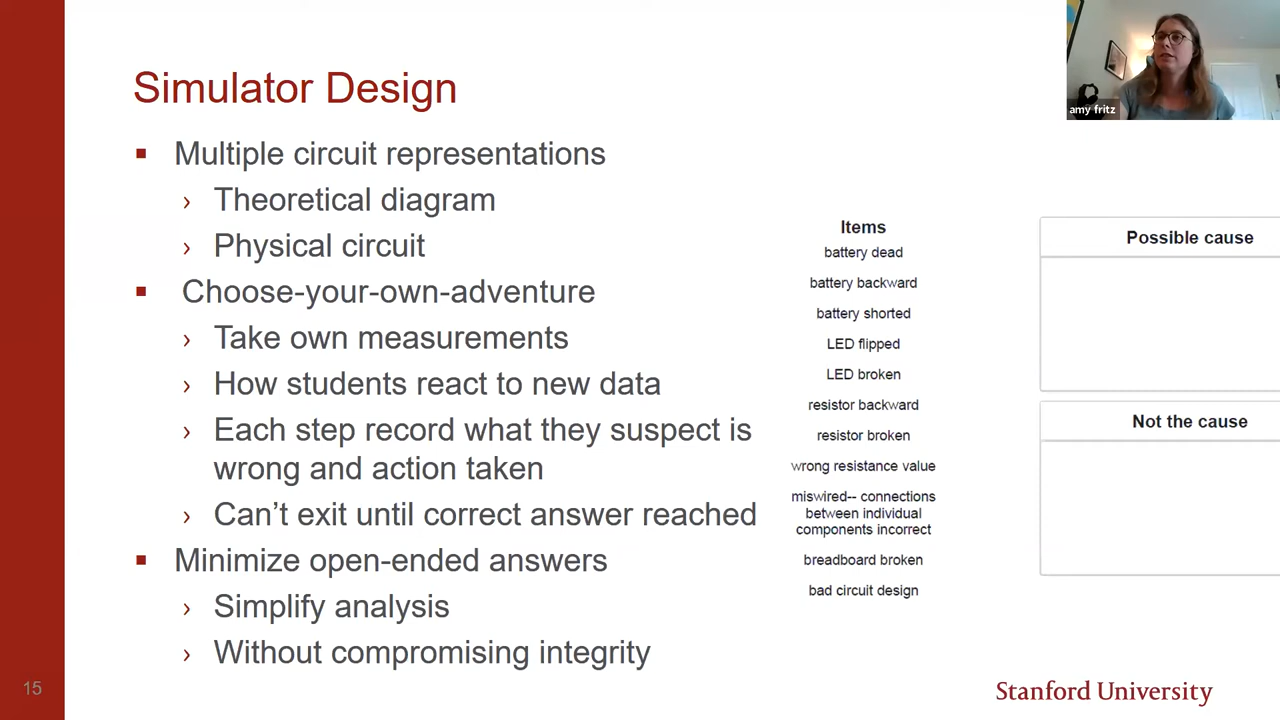 Simulator Design
Multiple circuit representations
Theoretical diagram
Physical circuit
Choose-your-own-adventure
Take own measurements
How students react to new data
Each step record what they suspect is
wrong and action taken
Can't exit until correct answer reached
Minimize open-ended answers
Simplify analysis
Without compromising integrity
Items
battery dead
battery backward
battery shorted
LED flipped
LED broken
resistor backward
resistor broken
wrong resistance value
miswired-- connections
between individual
components incorrect
breadboard broken
bad circuit design
Possible cause
Not the cause
amy fritz
15
Stanford University